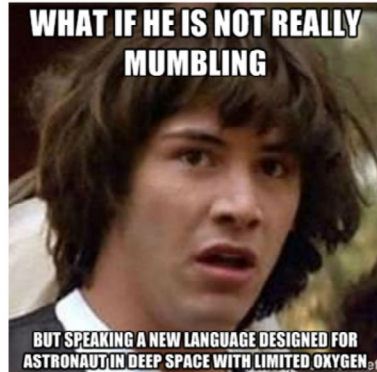 WHAT IF HE IS NOT REALLY
MUMBLING
BUT SPEAKING A NEW LANGUAGE DESIGNED FOR
ASTRONAUT IN DEEP SPACE WITH LIMITED OXYGEN